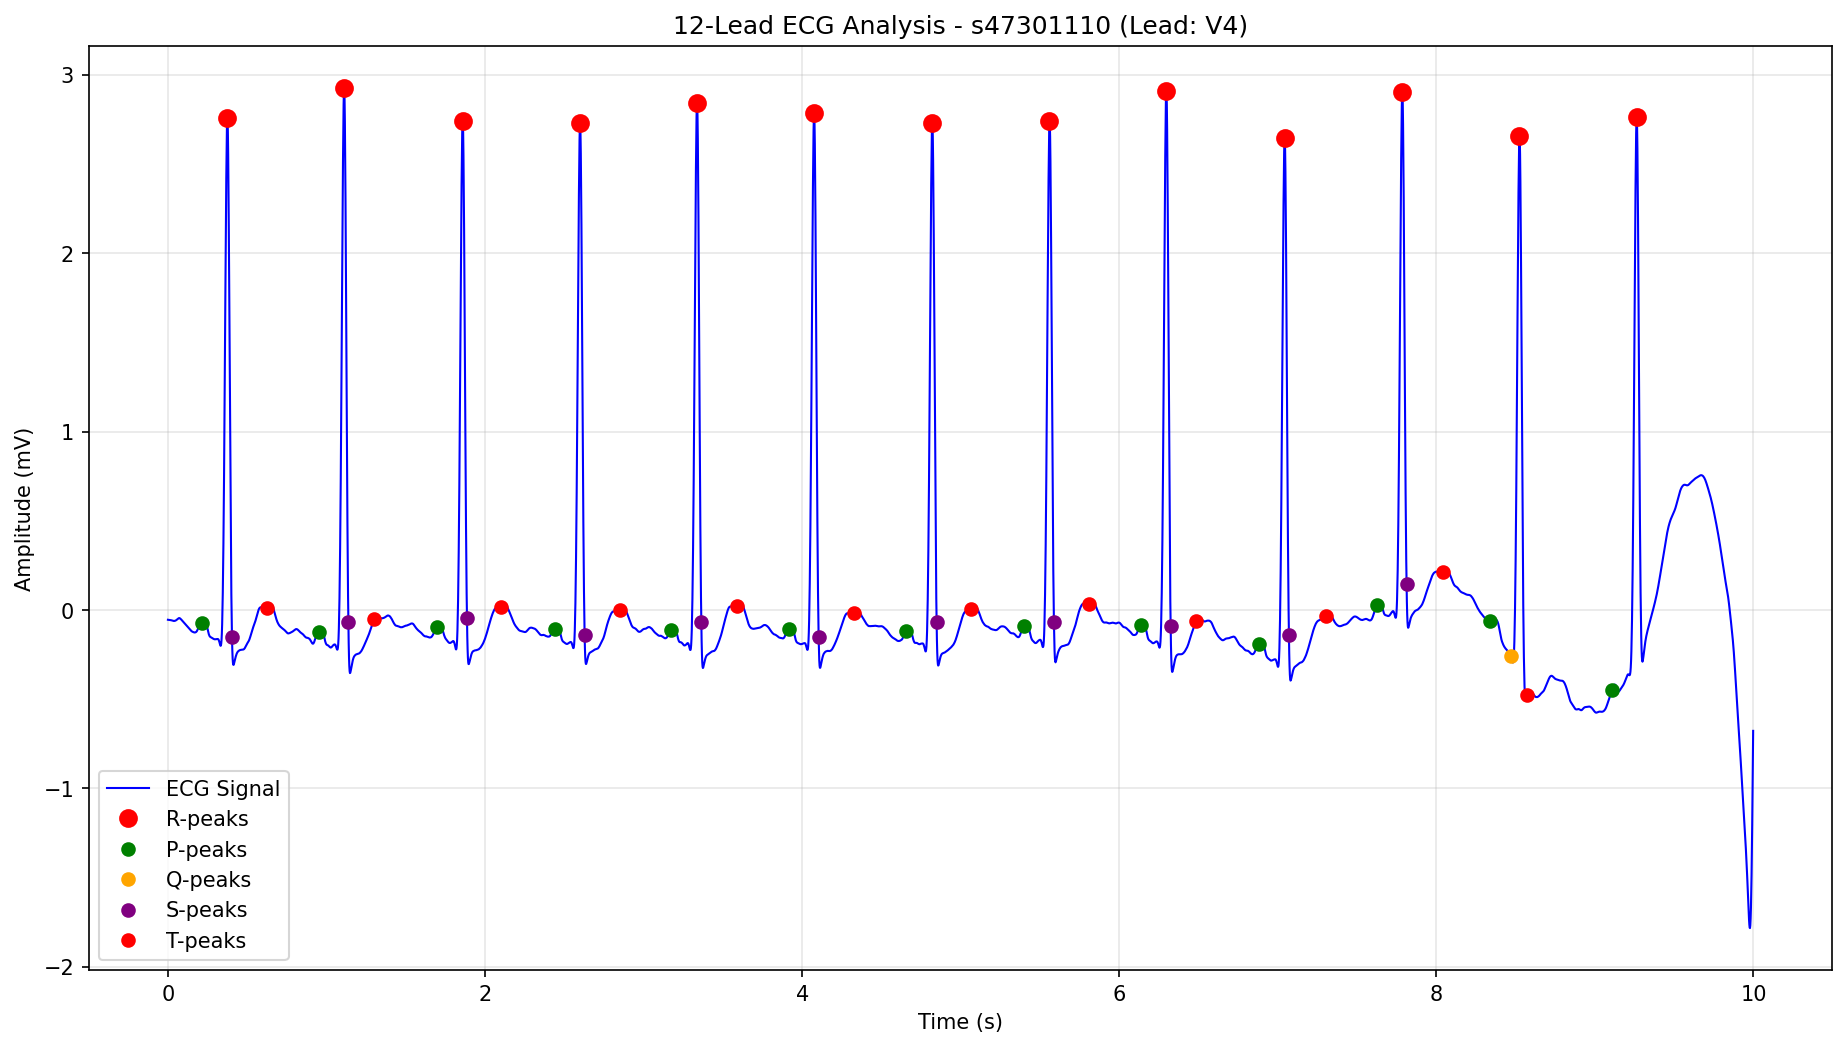 12-Lead ECG Analysis - s47301110 (Lead: V4)
Amplitude (mV)
3
2
1
0
−1
−2
ECG Signal
R-peaks
P-peaks
Q-peaks
S-peaks
T-peaks
0 2 4 6 8 10
Time (s)